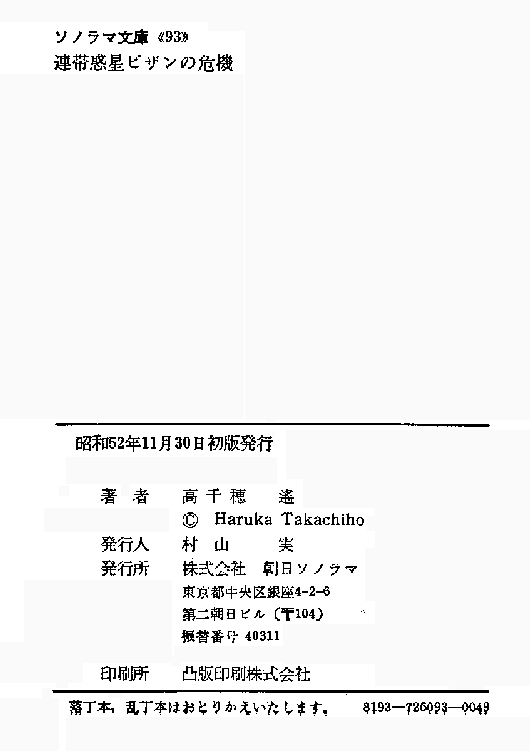 ソノラマ文庫《93》
連帯惑星ピザンの危機
昭和52年11月30日初版発行
著 者 高千穂 遙
© Haruka Takachiho
発行人 村山 実
発行所 株式会社 朝日ソノラマ
東京都中央区銀座4-2-6
第二朝日ビル（〒104）
振替番号 40311
印刷所 凸版印刷株式会社
落丁本，乱丁本はおとりかえいたします。 8193—726093—0049